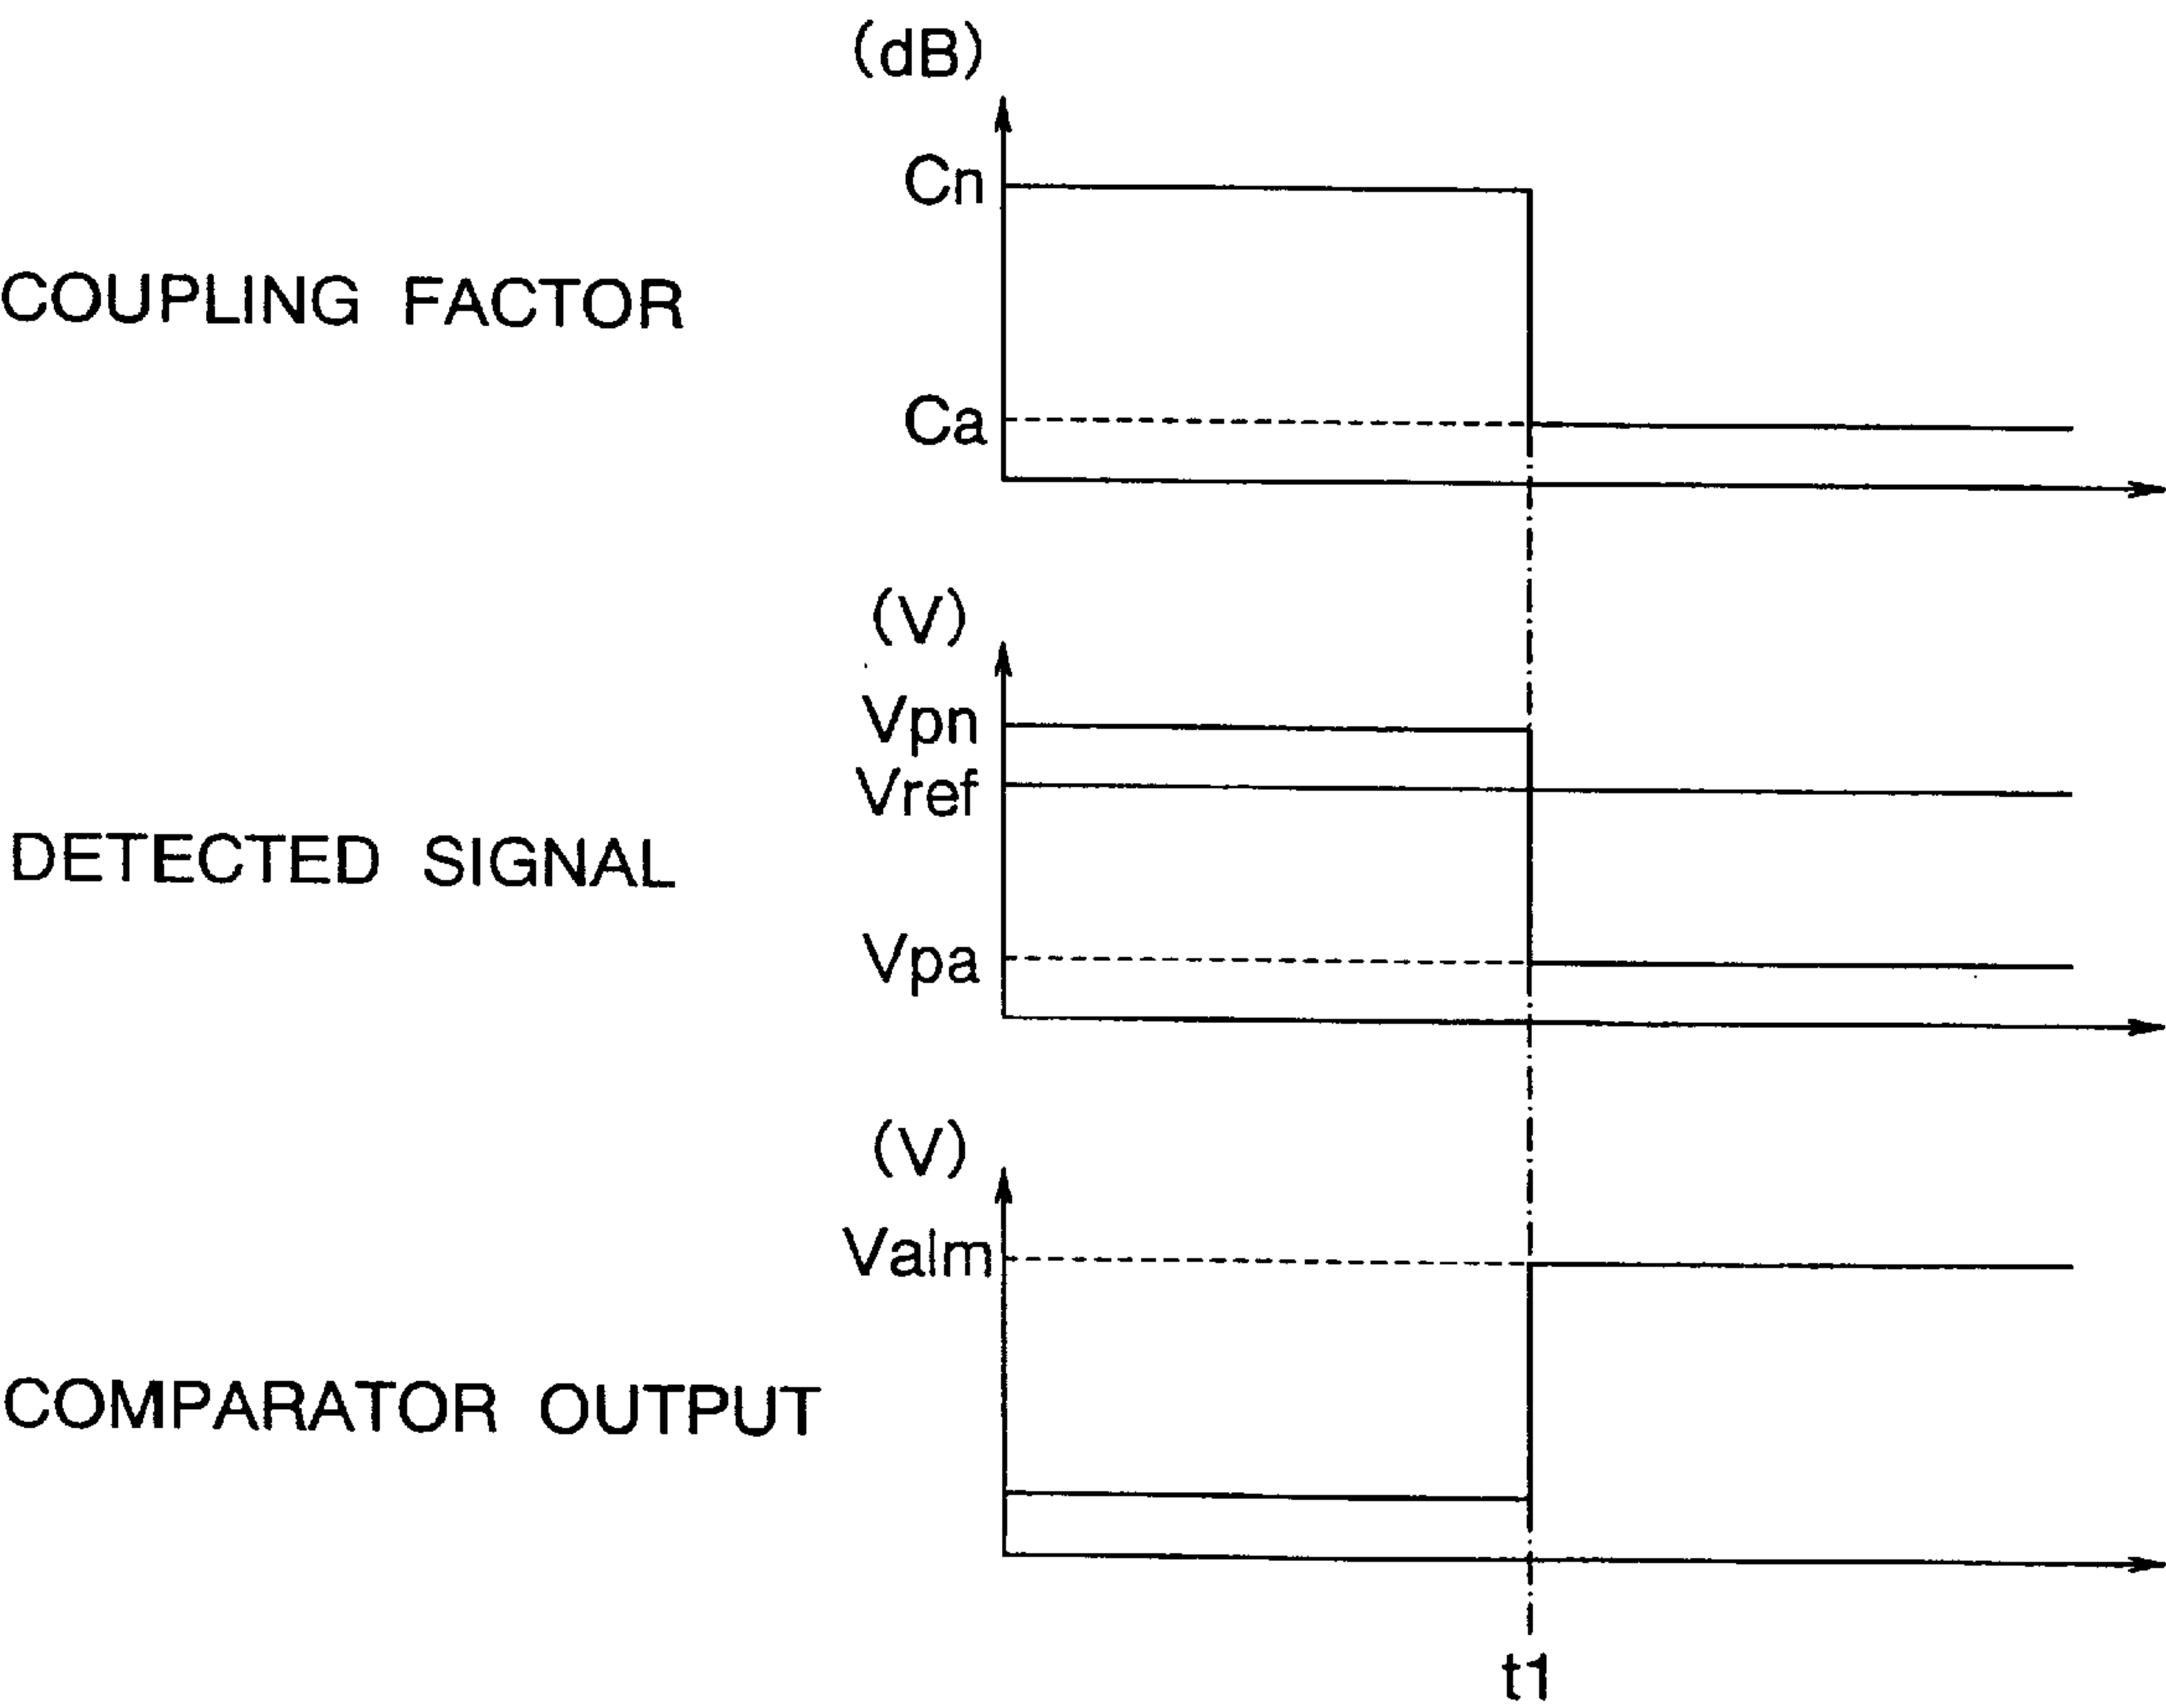 (dB)
Cn
COUPLING FACTOR
Ca
(V)
Vpn
Vref
DETECTED SIGNAL
Vpa
(V)
Valm
COMPARATOR OUTPUT
t1